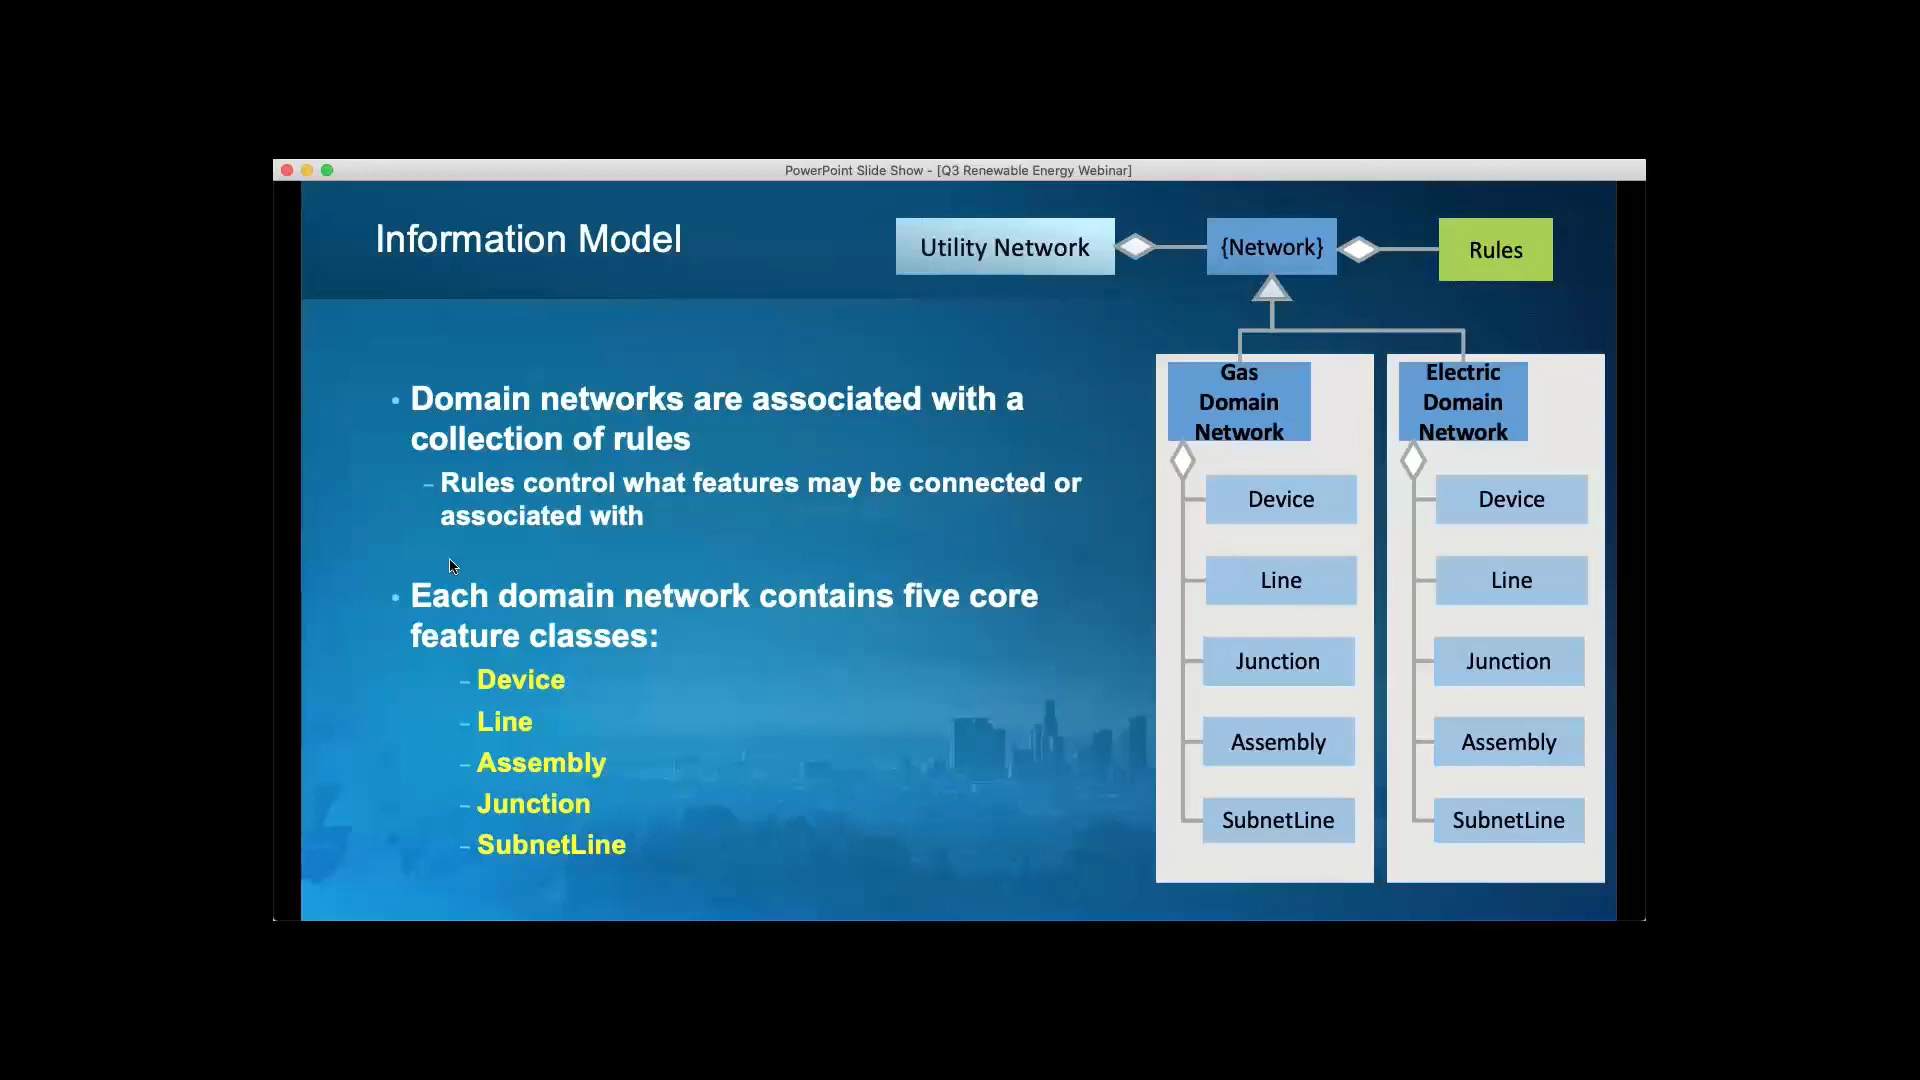 PowerPoint Slide Show - [Q3 Renewable Energy Webinar]
Information Model
Utility Network
{Network}
Rules
• Domain networks are associated with a
collection of rules
– Rules control what features may be connected or
associated with
• Each domain network contains five core
feature classes:
– Device
– Line
– Assembly
– Junction
– SubnetLine
Gas
Domain
Network
Device
Line
Junction
Assembly
SubnetLine
Electric
Domain
Network
Device
Line
Junction
Assembly
SubnetLine